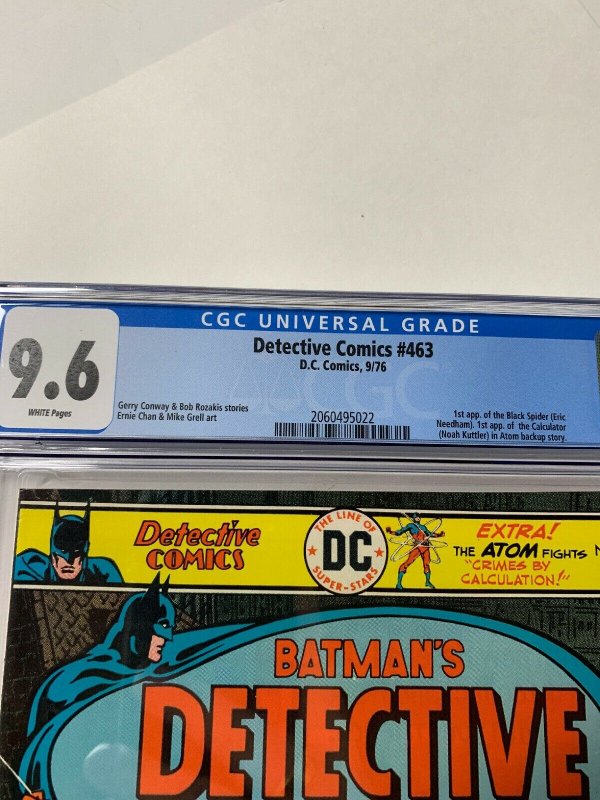 CGC UNIVERSAL GRADE
9.6
WHITE Pages
Detective Comics #463
D.C. Comics, 9/76
CGC
Gerry Conway & Bob Rozakis stories
Ernie Chan & Mike Grell art
2060495022
1st app. of the Black Spider (Eric
Needham). 1st app. of the Calculator
(Noah Kuttler) in Atom backup story.
Detective
COMICS
THE LINE OF
DC
SUPER-STARS
EXTRA!
THE ATOM FIGHTS
"CRIMES BY
CALCULATION!"
BATMAN'S
DETECTIVE